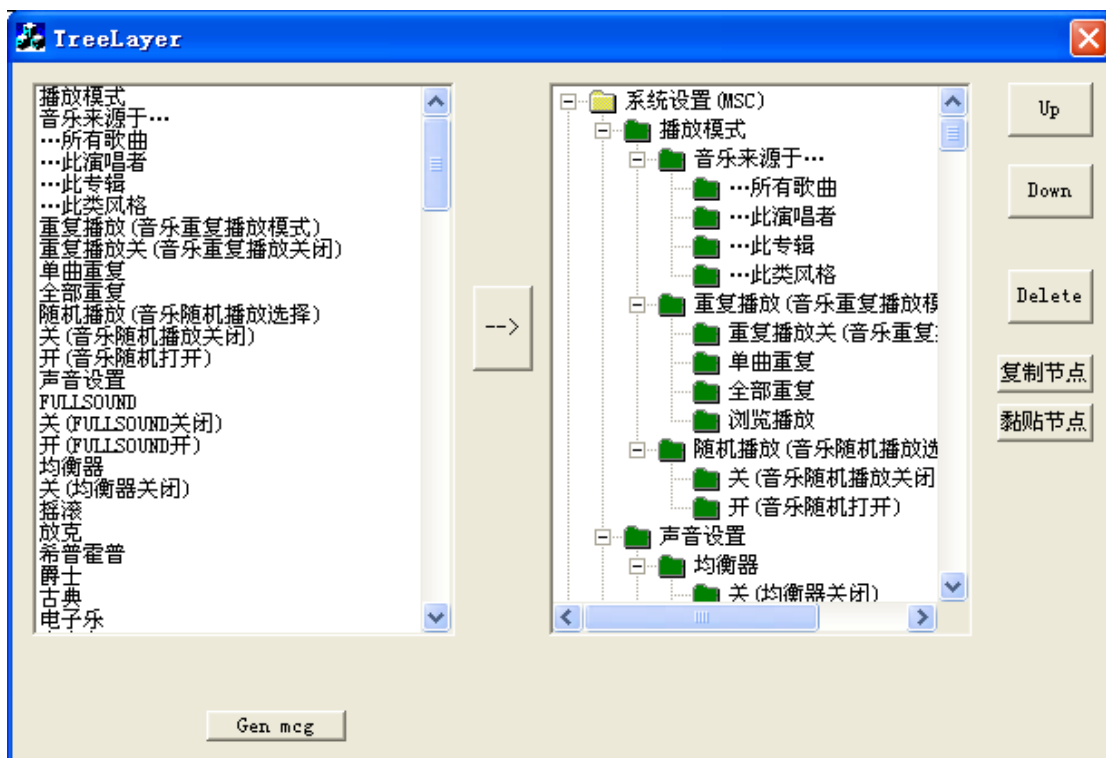 TreeLayer
播放模式
音乐来源于…
…所有歌曲
…此演唱者
…此专辑
…此类风格
重复播放(音乐重复播放模式)
重复播放关(音乐重复播放关闭)
单曲重复
全部重复
随机播放(音乐随机播放选择)
关(音乐随机播放关闭)
开(音乐随机打开)
声音设置
FULLSOUND
关(FULLSOUND关闭)
开(FULLSOUND开)
均衡器
关(均衡器关闭)
摇滚
放克
希普霍普
爵士
古典
电子乐
-->
系统设置(MSC)
播放模式
音乐来源于…
…所有歌曲
…此演唱者
…此专辑
…此类风格
重复播放(音乐重复播放模
重复播放关(音乐重复
单曲重复
全部重复
浏览播放
随机播放(音乐随机播放选
关(音乐随机播放关闭
开(音乐随机打开)
声音设置
均衡器
关(均衡器关闭)
Up
Down
Delete
复制节点
黏贴节点
Gen mcg